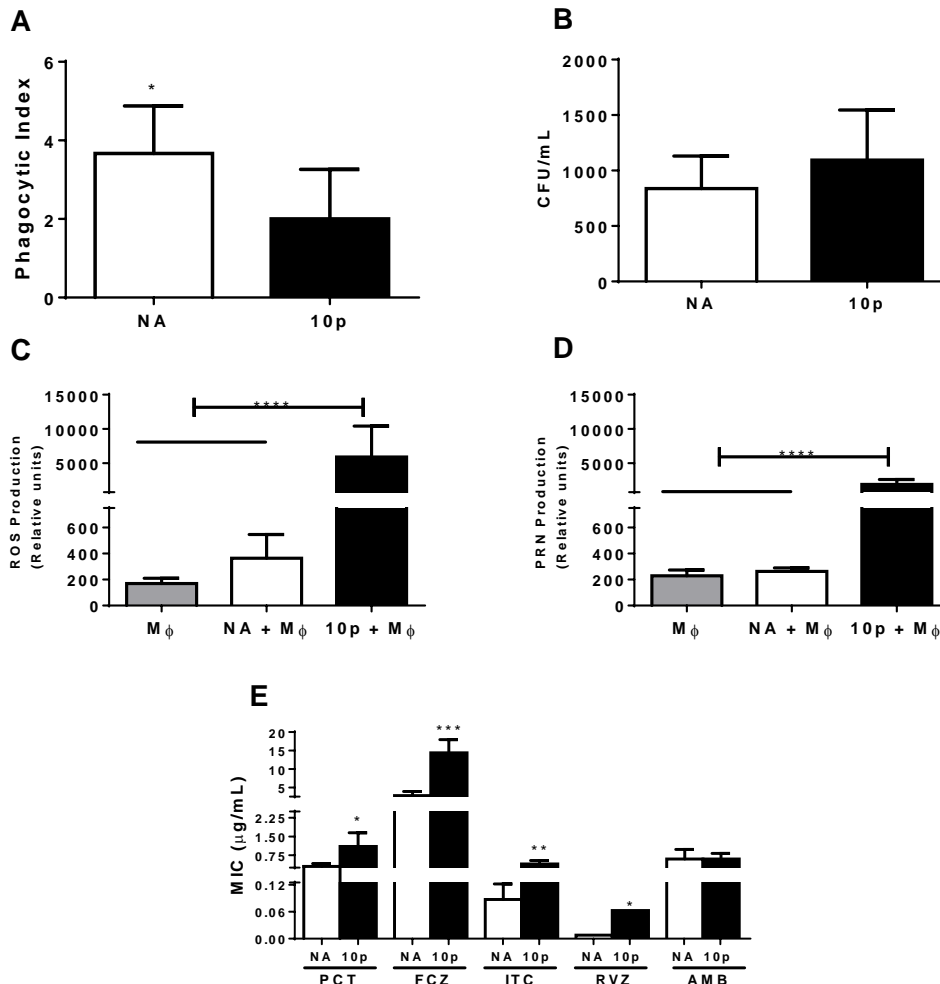 A
Phagocytic Index
6
4
2
0
*
NA
10p
B
CFU/mL
2000
1500
1000
500
0
NA
10p
C
ROS Production
(Relative units)
15000
10000
5000
600
400
200
0
****
Mϕ
NA + Mϕ
10p + Mϕ
D
PRN Production
(Relative units)
15000
10000
5000
600
400
200
0
****
Mϕ
NA + Mϕ
10p + Mϕ
E
MIC (µg/mL)
20
15
10
5
2.25
1.50
0.75
0.12
0.06
0.00
*
***
**
*
NA 10p NA 10p NA 10p NA 10p NA 10p
PCT FCZ ITC RVZ AMB